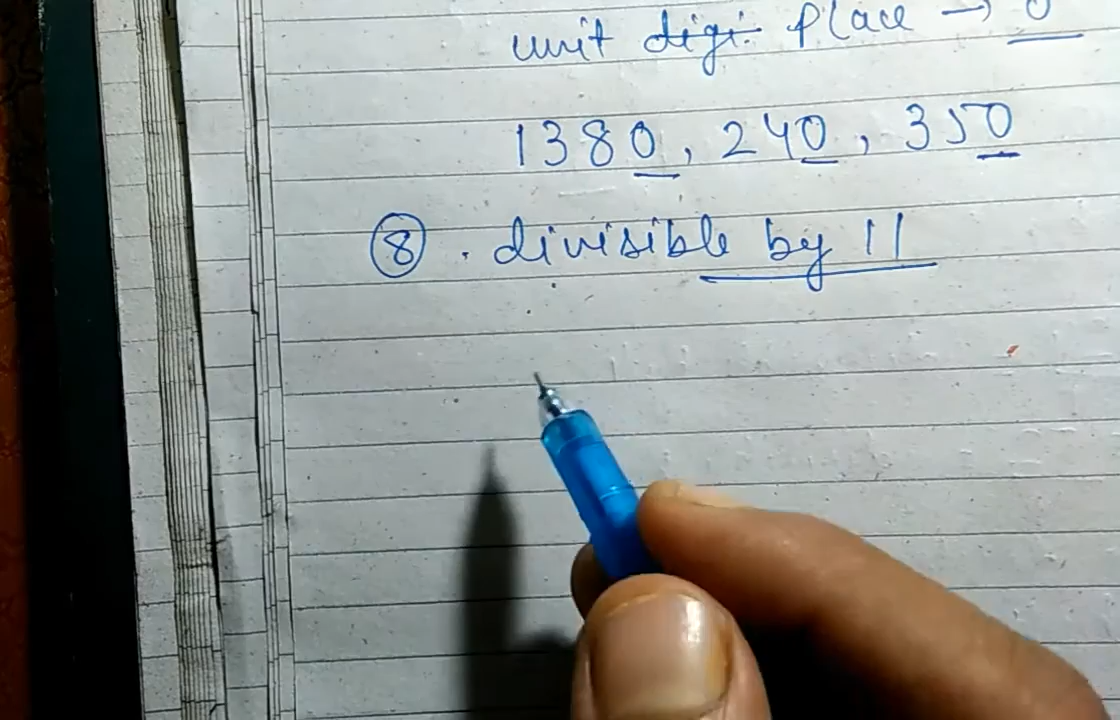 unit digi. Place → 0
1380, 240, 350
8 . divisible by 11